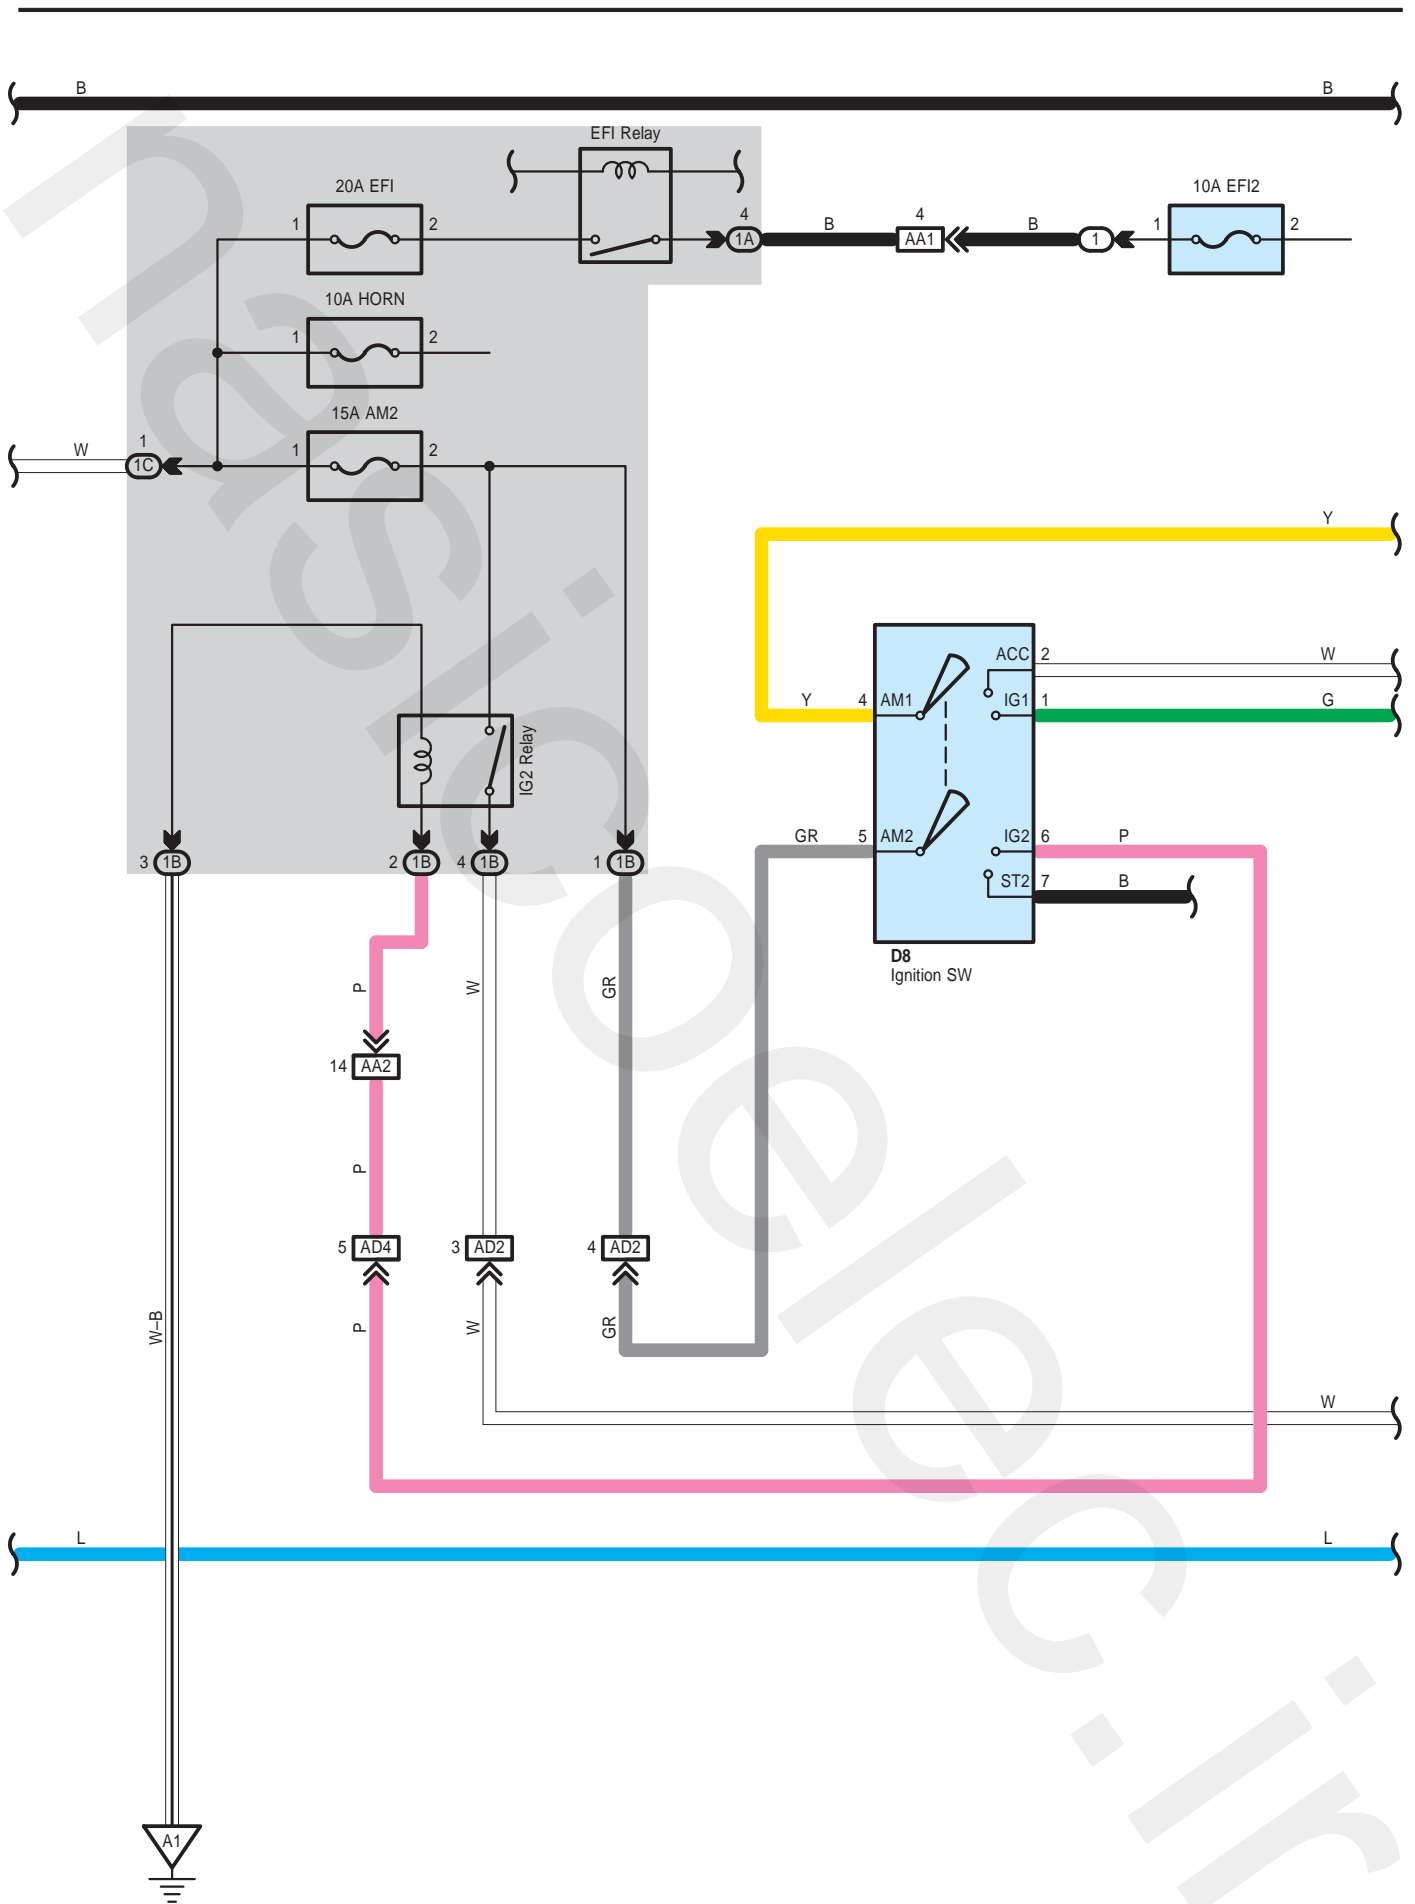 B B
EFI Relay
20A EFI
1 2
4
1A
B
4
AA1
B
1
10A EFI2
1 2
10A HORN
1 2
15A AM2
1 2
W
1
1C
Y
ACC 2 W
Y 4 AM1 IG1 1 G
IG2 Relay
GR 5 AM2 IG2 6 P
ST2 7 B
3 1B
2 1B
4 1B
1 1B
D8
Ignition SW
P W GR
14 AA2
P
5 AD4
3 AD2
4 AD2
W-B
P W GR
W
L L
A1
nasicoelec.ir